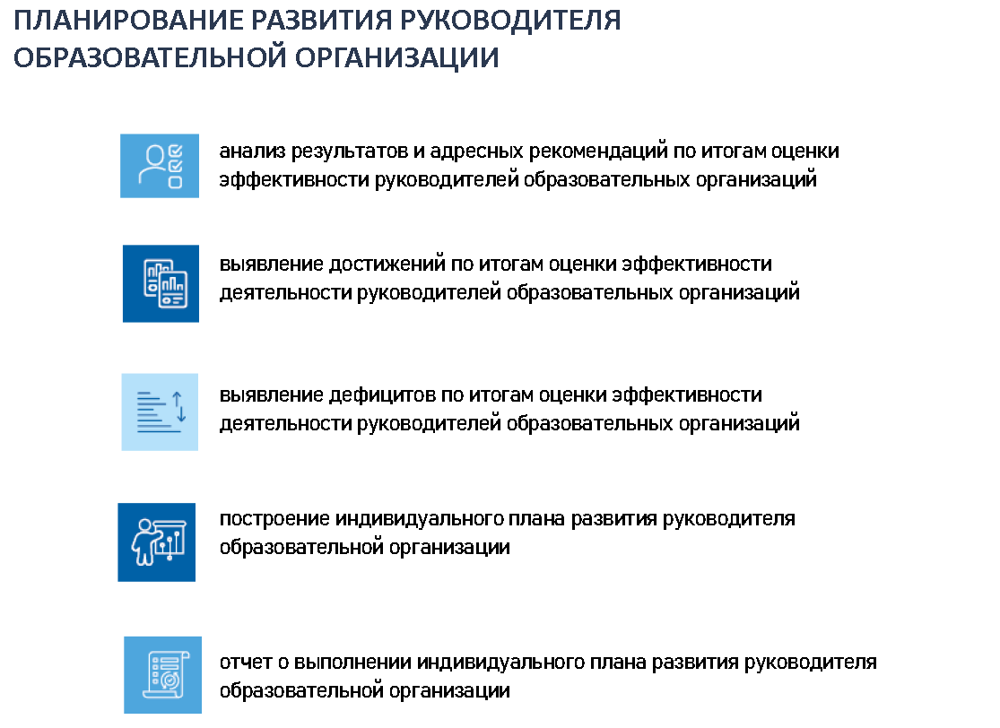 ПЛАНИРОВАНИЕ РАЗВИТИЯ РУКОВОДИТЕЛЯ
ОБРАЗОВАТЕЛЬНОЙ ОРГАНИЗАЦИИ
анализ результатов и адресных рекомендаций по итогам оценки
эффективности руководителей образовательных организаций
выявление достижений по итогам оценки эффективности
деятельности руководителей образовательных организаций
выявление дефицитов по итогам оценки эффективности
деятельности руководителей образовательных организаций
построение индивидуального плана развития руководителя
образовательной организации
отчет о выполнении индивидуального плана развития руководителя
образовательной организации